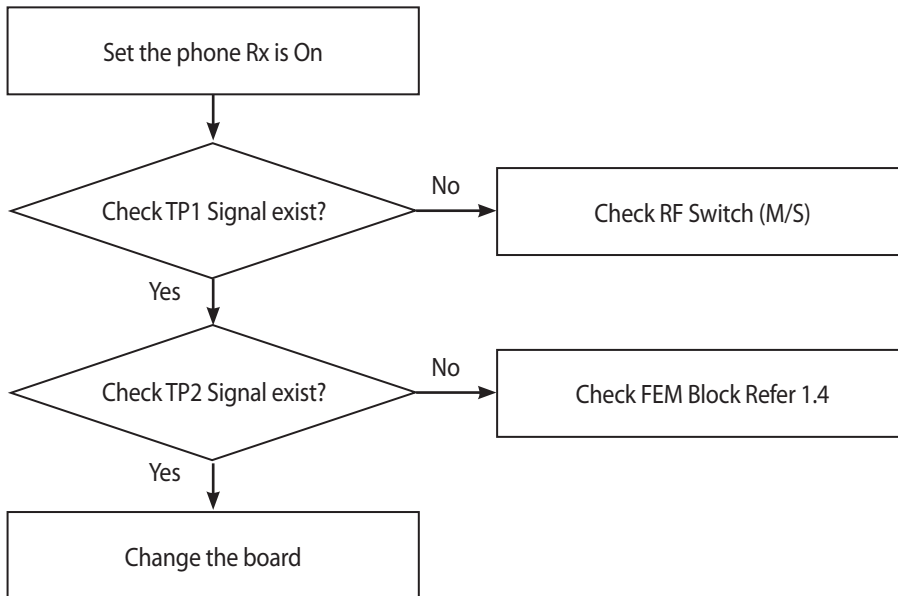 Set the phone Rx is On
Check TP1 Signal exist?
No
Check RF Switch (M/S)
Yes
Check TP2 Signal exist?
No
Check FEM Block Refer 1.4
Yes
Change the board